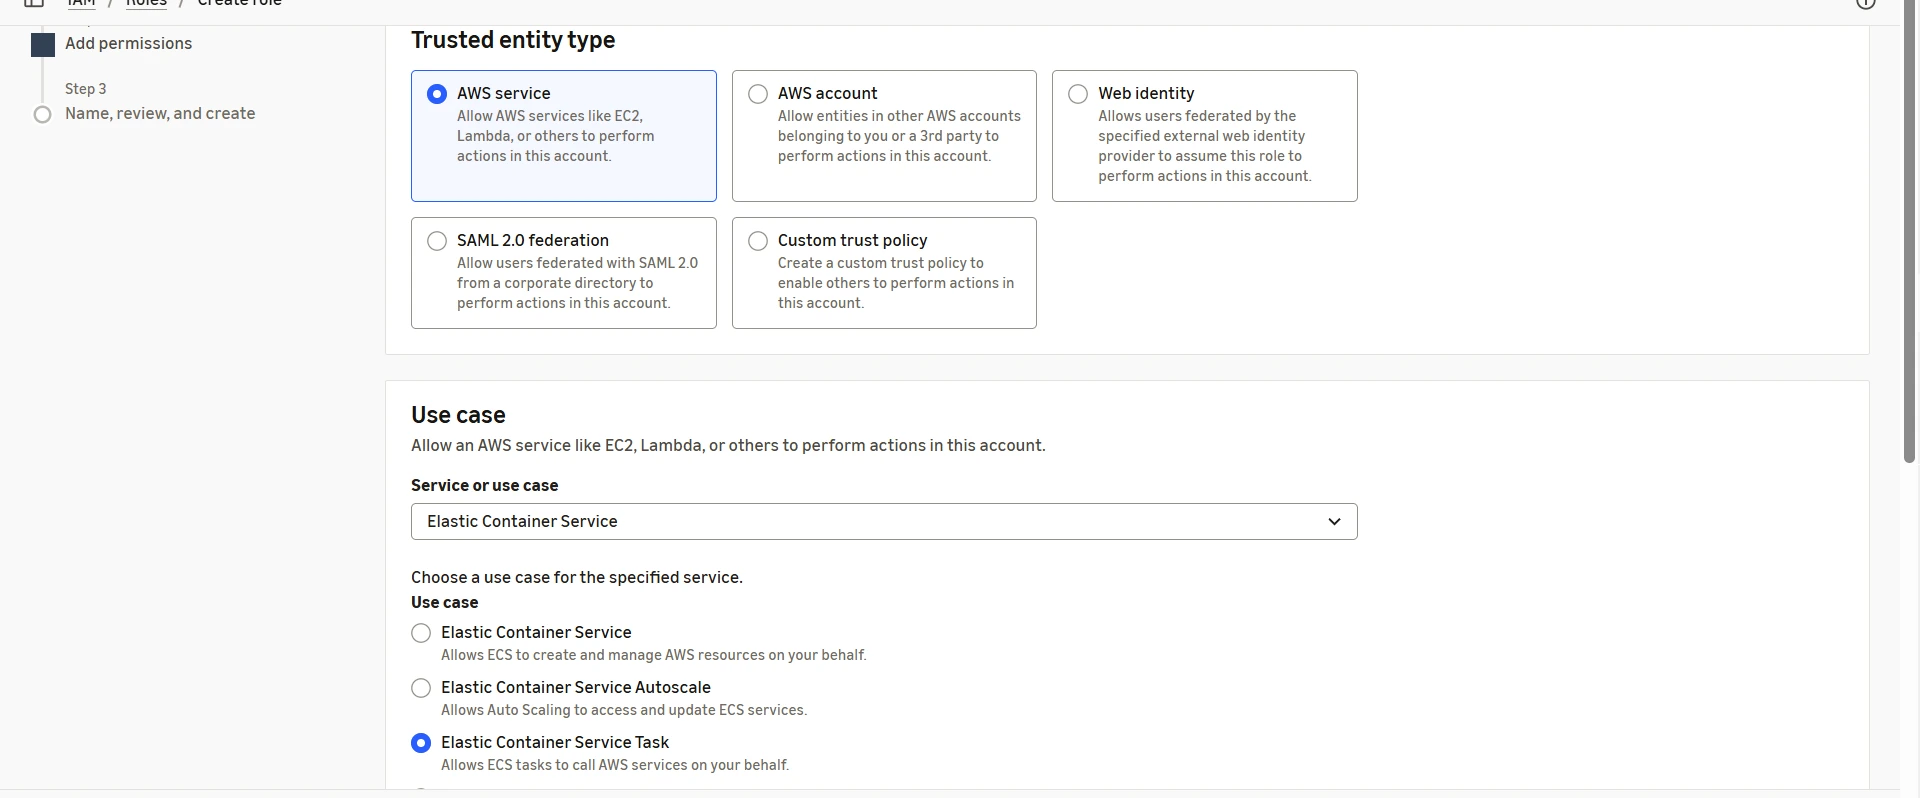 IAM / Roles / Create role
Add permissions
Step 3
Name, review, and create
Trusted entity type
AWS service
Allow AWS services like EC2,
Lambda, or others to perform
actions in this account.
AWS account
Allow entities in other AWS accounts
belonging to you or a 3rd party to
perform actions in this account.
Web identity
Allows users federated by the
specified external web identity
provider to assume this role to
perform actions in this account.
SAML 2.0 federation
Allow users federated with SAML 2.0
from a corporate directory to
perform actions in this account.
Custom trust policy
Create a custom trust policy to
enable others to perform actions in
this account.
Use case
Allow an AWS service like EC2, Lambda, or others to perform actions in this account.
Service or use case
Elastic Container Service
Choose a use case for the specified service.
Use case
Elastic Container Service
Allows ECS to create and manage AWS resources on your behalf.
Elastic Container Service Autoscale
Allows Auto Scaling to access and update ECS services.
Elastic Container Service Task
Allows ECS tasks to call AWS services on your behalf.